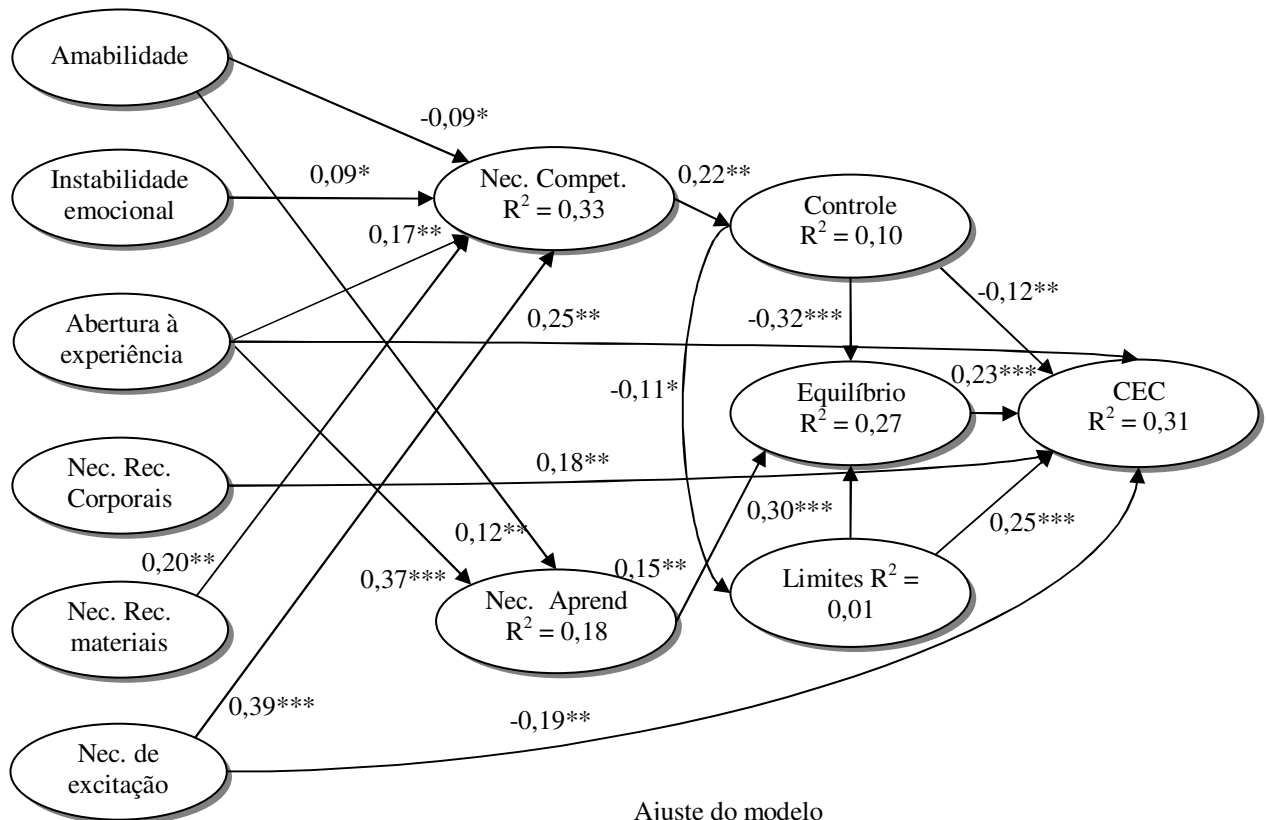 Amabilidade
-0,09*
Instabilidade
emocional
0,09*
Nec. Compet.
R² = 0,33
0,22**
Controle
R² = 0,10
0,17**
Abertura à
experiência
0,25**
-0,32***
-0,12**
-0,11*
Equilíbrio
R² = 0,27
0,23***
CEC
R² = 0,31
Nec. Rec.
Corporais
0,18**
0,20**
0,12**
0,37***
0,30***
0,25***
0,15**
Nec. Rec.
materiais
Nec. Aprend
R² = 0,18
Limites R² =
0,01
0,39***
-0,19**
Nec. de
excitação
Ajuste do modelo